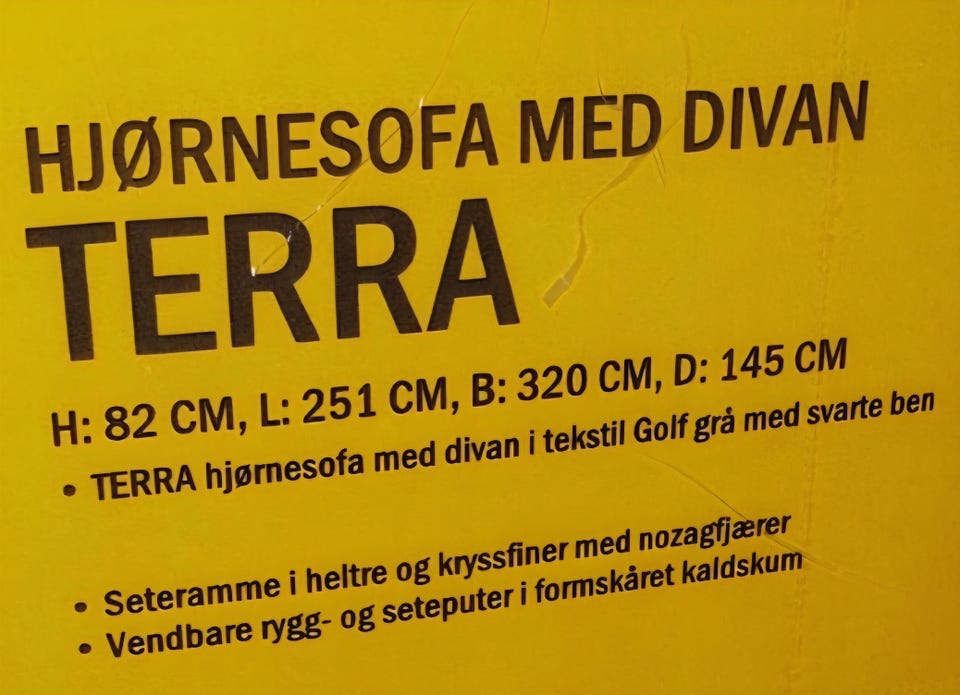 HJØRNESOFA MED DIVAN
TERRA
H: 82 CM, L: 251 CM, B: 320 CM, D: 145 CM
• TERRA hjørnesofa med divan i tekstil Golf grå med svarte ben
• Seteramme i heltre og kryssfiner med nozagfjærer
• Vendbare rygg- og seteputer i formskåret kaldskum